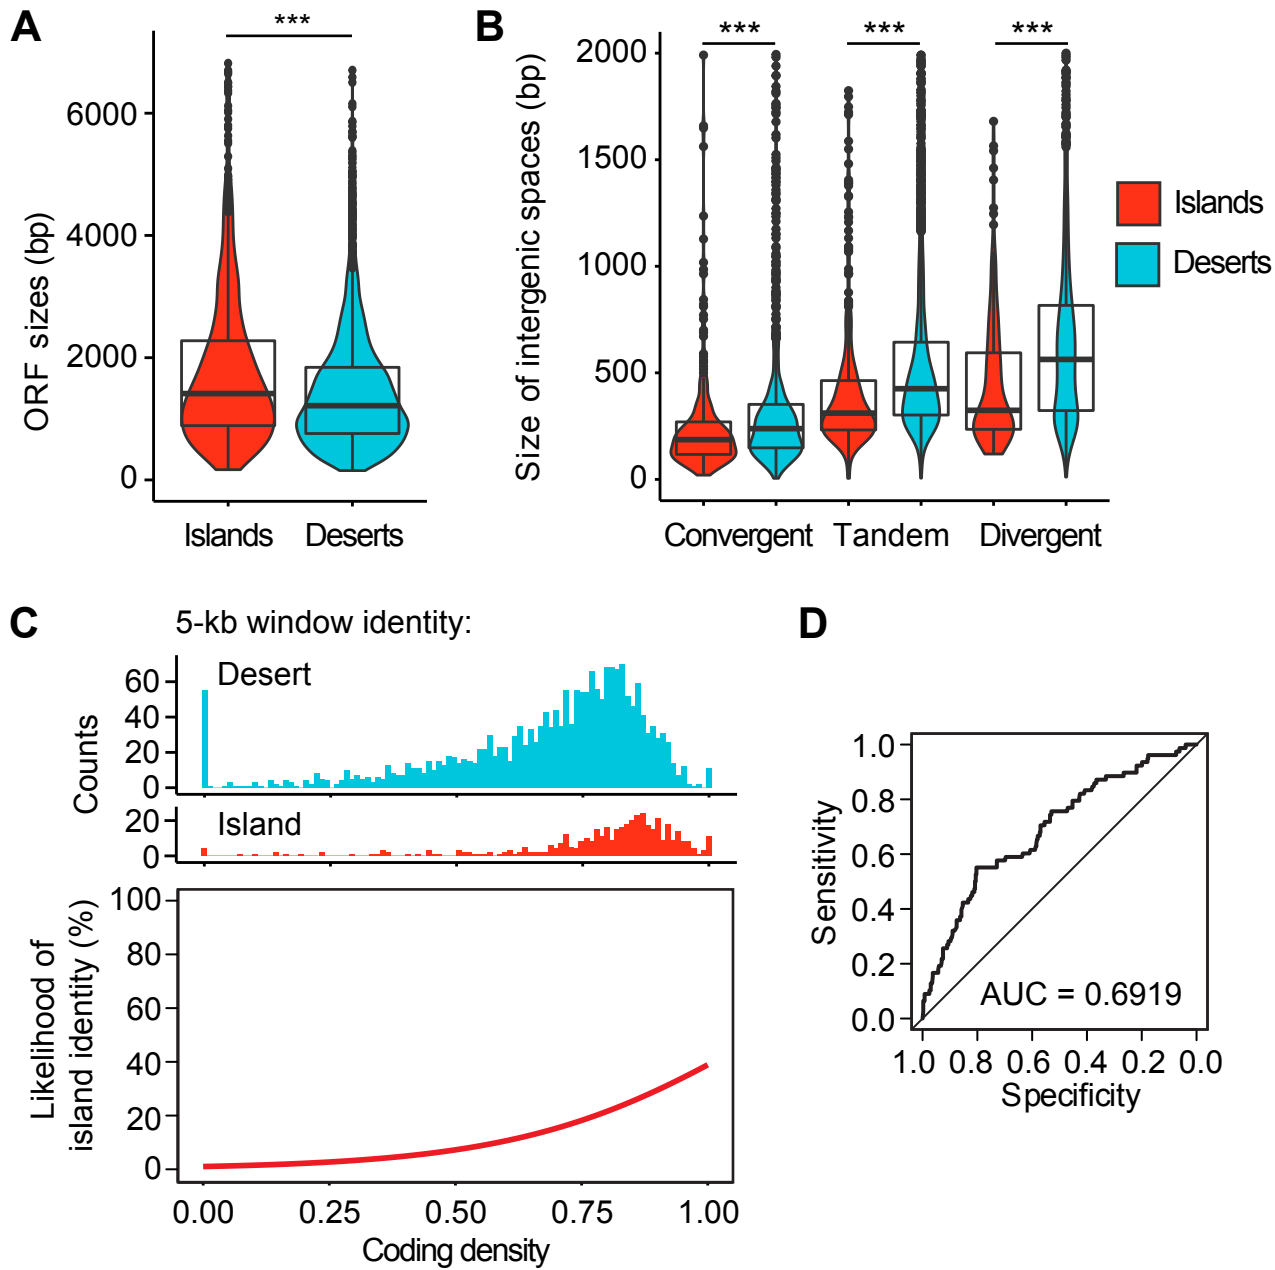 A
***
ORF sizes (bp)
6000
4000
2000
0
Islands
Deserts
B
***
***
***
Size of intergenic spaces (bp)
2000
1500
1000
500
0
Convergent
Tandem
Divergent
Islands
Deserts
C
5-kb window identity:
Desert
Counts
60
40
20
0
Island
20
0
Likelihood of
island identity (%)
100
80
60
40
20
0
0.00
0.25
0.50
0.75
1.00
Coding density
D
Sensitivity
1.0
0.8
0.6
0.4
0.2
0.0
AUC = 0.6919
1.0 0.8 0.6 0.4 0.2 0.0
Specificity